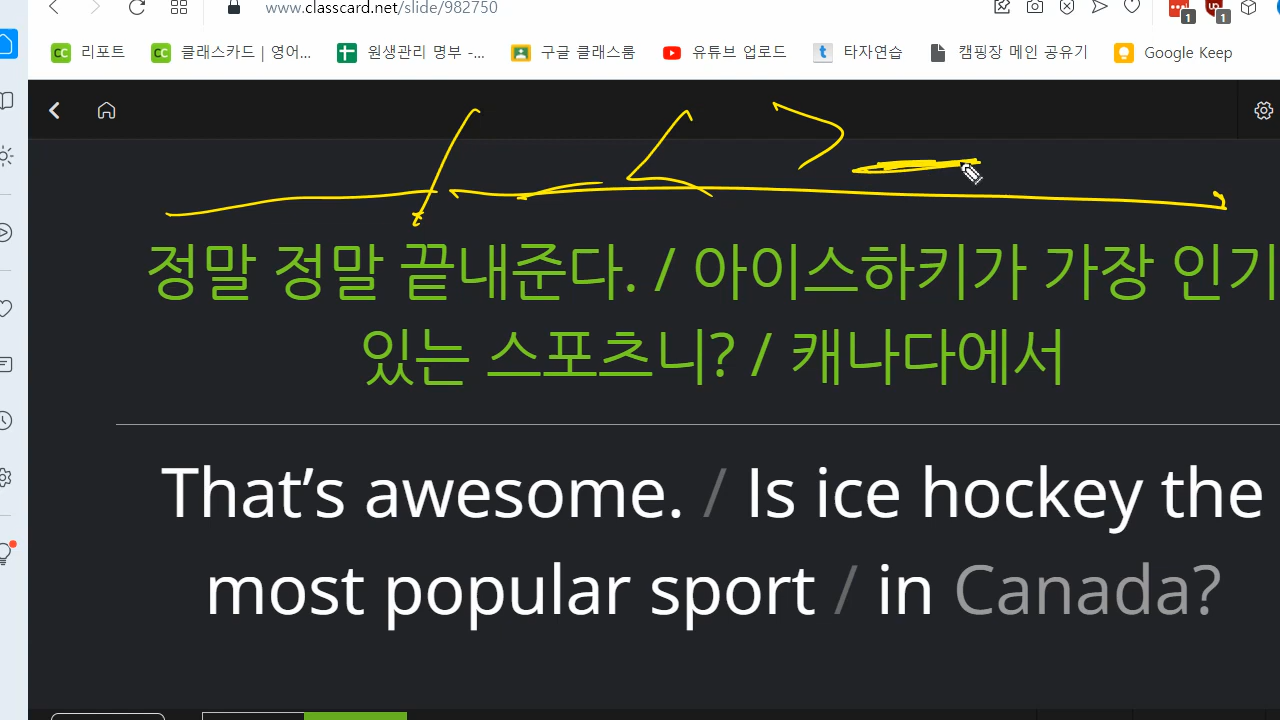 www.classcard.net/slide/982750
1
1
리포트
클래스카드 | 영어...
원생관리 명부 -...
구글 클래스룸
유튜브 업로드
타자연습
캠핑장 메인 공유기
Google Keep
정말 정말 끝내준다. / 아이스하키가 가장 인기
있는 스포츠니? / 캐나다에서
That's awesome. / Is ice hockey the
most popular sport / in Canada?